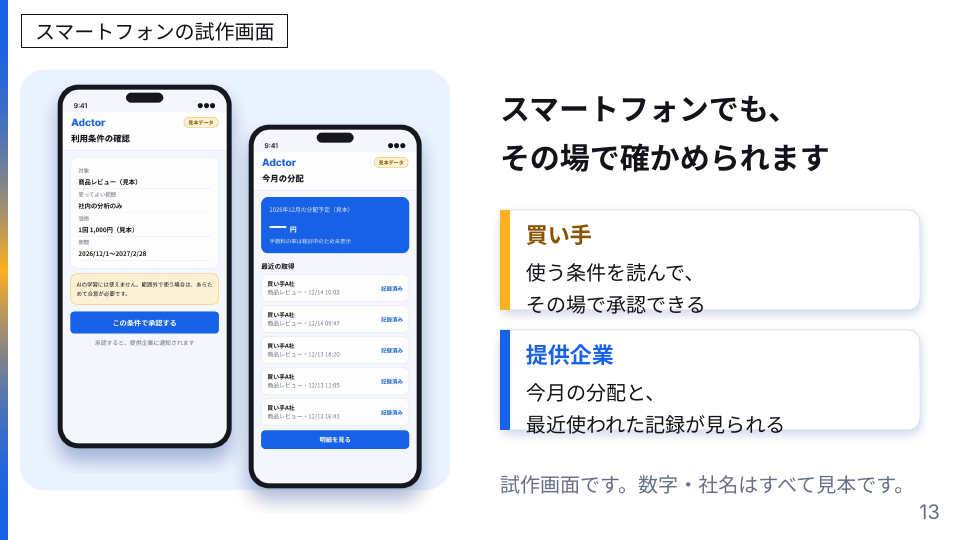 スマートフォンの試作画面
9:41
Adctor
見本データ
利用条件の確認
対象
商品レビュー（見本）
使ってよい範囲
社内の分析のみ
価格
1回 1,000円（見本）
期間
2026/12/1〜2027/2/28
AIの学習には使えません。範囲外で使う場合は、あらた
めて合意が必要です。
この条件で承認する
承認すると、提供企業に通知されます
9:41
Adctor
見本データ
今月の分配
2026年12月の分配予定（見本）
— 円
手数料の率は検討中のため未表示
最近の取得
買い手A社
商品レビュー・12/14 10:02
記録済み
買い手A社
商品レビュー・12/14 09:47
記録済み
買い手A社
商品レビュー・12/13 18:20
記録済み
買い手A社
商品レビュー・12/13 11:05
記録済み
買い手A社
商品レビュー・12/12 16:41
記録済み
明細を見る
スマートフォンでも、
その場で確かめられます
買い手
使う条件を読んで、
その場で承認できる
提供企業
今月の分配と、
最近使われた記録が見られる
試作画面です。数字・社名はすべて見本です。
13